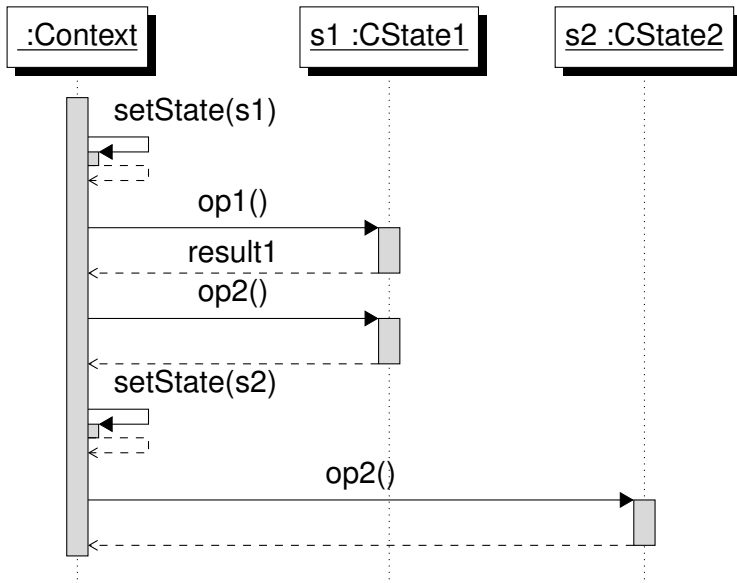 :Context
s1 :CState1
s2 :CState2
setState(s1)
op1()
result1
op2()
setState(s2)
op2()